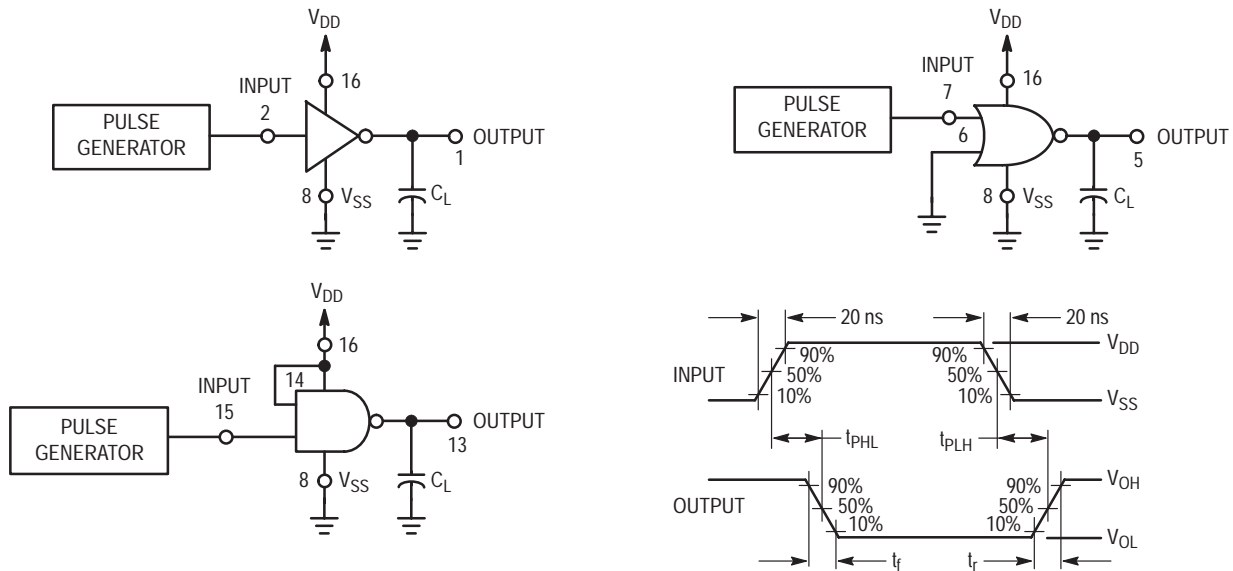 VDD
16
INPUT
2
PULSE
GENERATOR
OUTPUT
1
8
VSS
CL
VDD
16
INPUT
7
PULSE
GENERATOR
6
OUTPUT
5
8
VSS
CL
VDD
16
14
INPUT
15
PULSE
GENERATOR
OUTPUT
13
8
VSS
CL
20 ns
20 ns
INPUT
90%
50%
10%
90%
50%
10%
VDD
VSS
tPHL
tPLH
OUTPUT
90%
50%
10%
90%
50%
10%
VOH
VOL
tf
tr